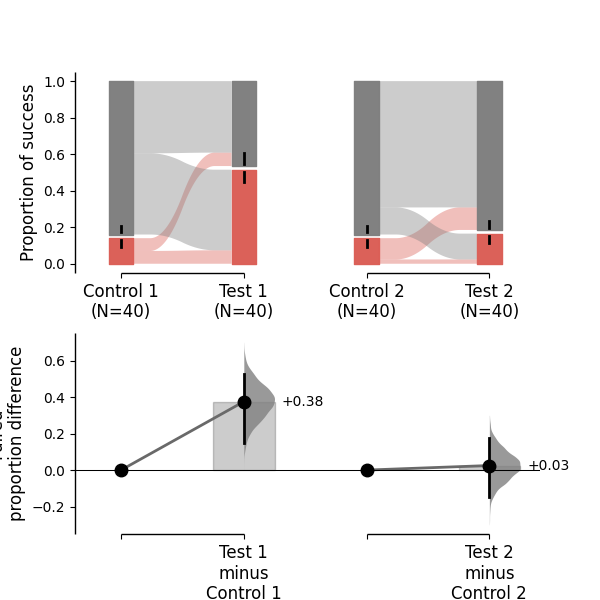 Proportion of success
1.0
0.8
0.6
0.4
0.2
0.0
Control 1
(N=40)
Test 1
(N=40)
Control 2
(N=40)
Test 2
(N=40)
proportion difference
0.6
0.4
0.2
0.0
−0.2
+0.38
+0.03
Test 1
minus
Control 1
Test 2
minus
Control 2